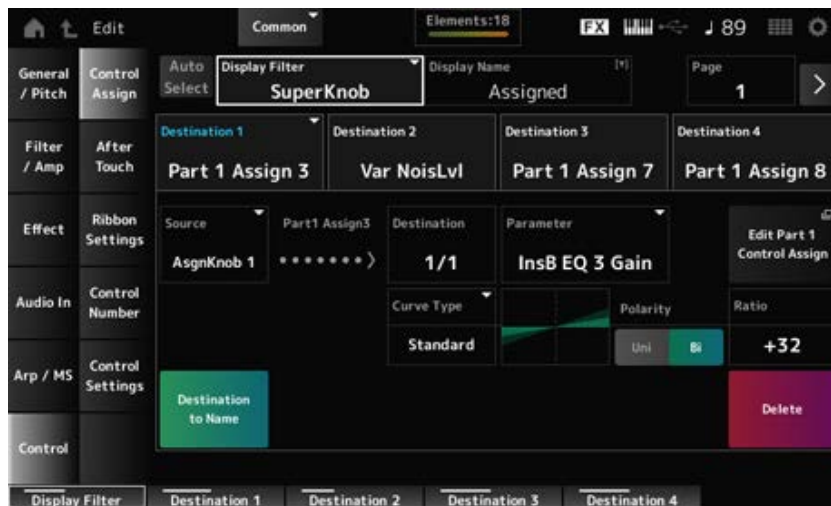 Edit
Common
Elements:18
FX
89
General / Pitch
Control Assign
Auto Select
Display Filter
SuperKnob
Display Name
Assigned
Page
1
Filter / Amp
After Touch
Destination 1
Part 1 Assign 3
Destination 2
Var NoisLvl
Destination 3
Part 1 Assign 7
Destination 4
Part 1 Assign 8
Effect
Ribbon Settings
Source
AsgnKnob 1
Part1 Assign3
Destination
1/1
Parameter
InsB EQ 3 Gain
Edit Part 1
Control Assign
Audio In
Control Number
Curve Type
Standard
Polarity
Uni
Bi
Ratio
+32
Arp / MS
Control Settings
Destination
to Name
Delete
Control
Display Filter
Destination 1
Destination 2
Destination 3
Destination 4